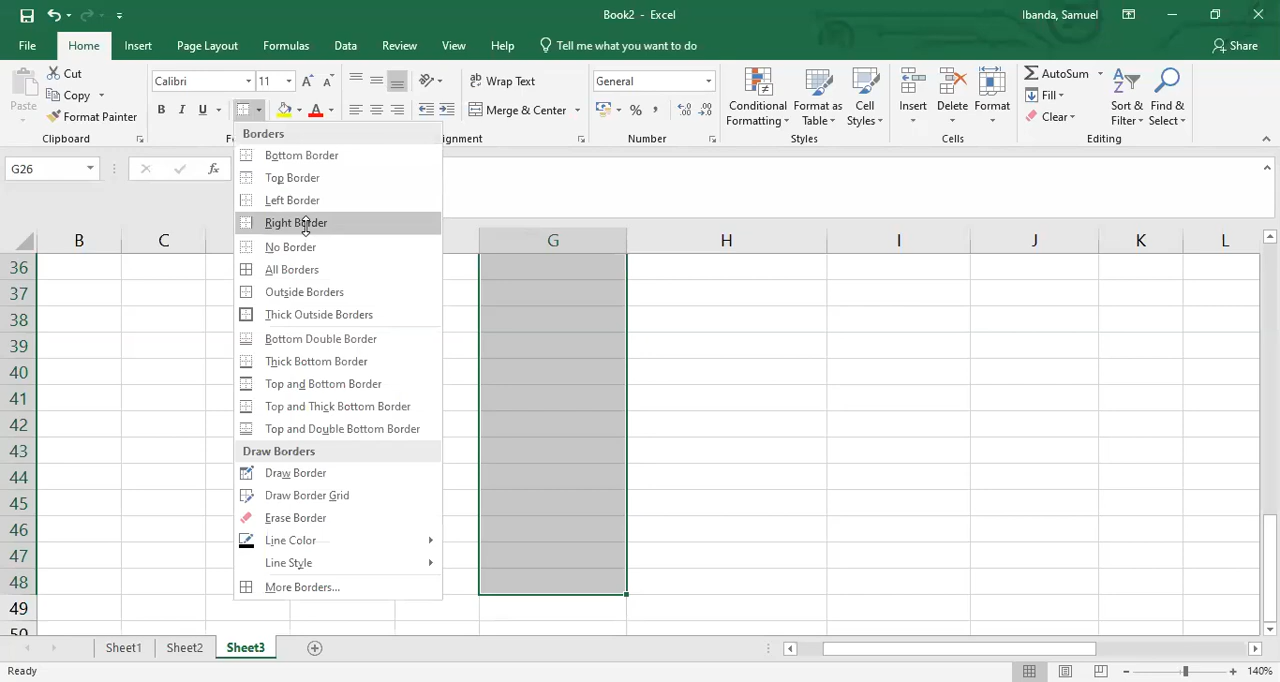 Book2 - Excel
Ibanda, Samuel
File Home Insert Page Layout Formulas Data Review View Help Tell me what you want to do Share
Cut
Copy
Format Painter
Paste
Clipboard
Calibri 11
B I U A
General
Wrap Text
Merge & Center
lignment
% ,
Number
Conditional Formatting
Format as Table
Cell Styles
Styles
Insert Delete Format
Cells
AutoSum
Fill
Clear
Sort & Filter
Find & Select
Editing
G26 fx
Borders
Bottom Border
Top Border
Left Border
Right Border
No Border
All Borders
Outside Borders
Thick Outside Borders
Bottom Double Border
Thick Bottom Border
Top and Bottom Border
Top and Thick Bottom Border
Top and Double Bottom Border
Draw Borders
Draw Border
Draw Border Grid
Erase Border
Line Color
Line Style
More Borders...
B C G H I J K L
36
37
38
39
40
41
42
43
44
45
46
47
48
49
50
Sheet1 Sheet2 Sheet3
Ready
140%